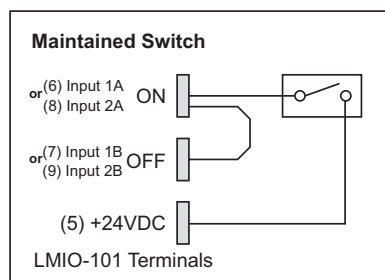 Maintained Switch
or (6) Input 1A
(8) Input 2A ON
or (7) Input 1B
(9) Input 2B OFF
(5) +24VDC
LMIO-101 Terminals